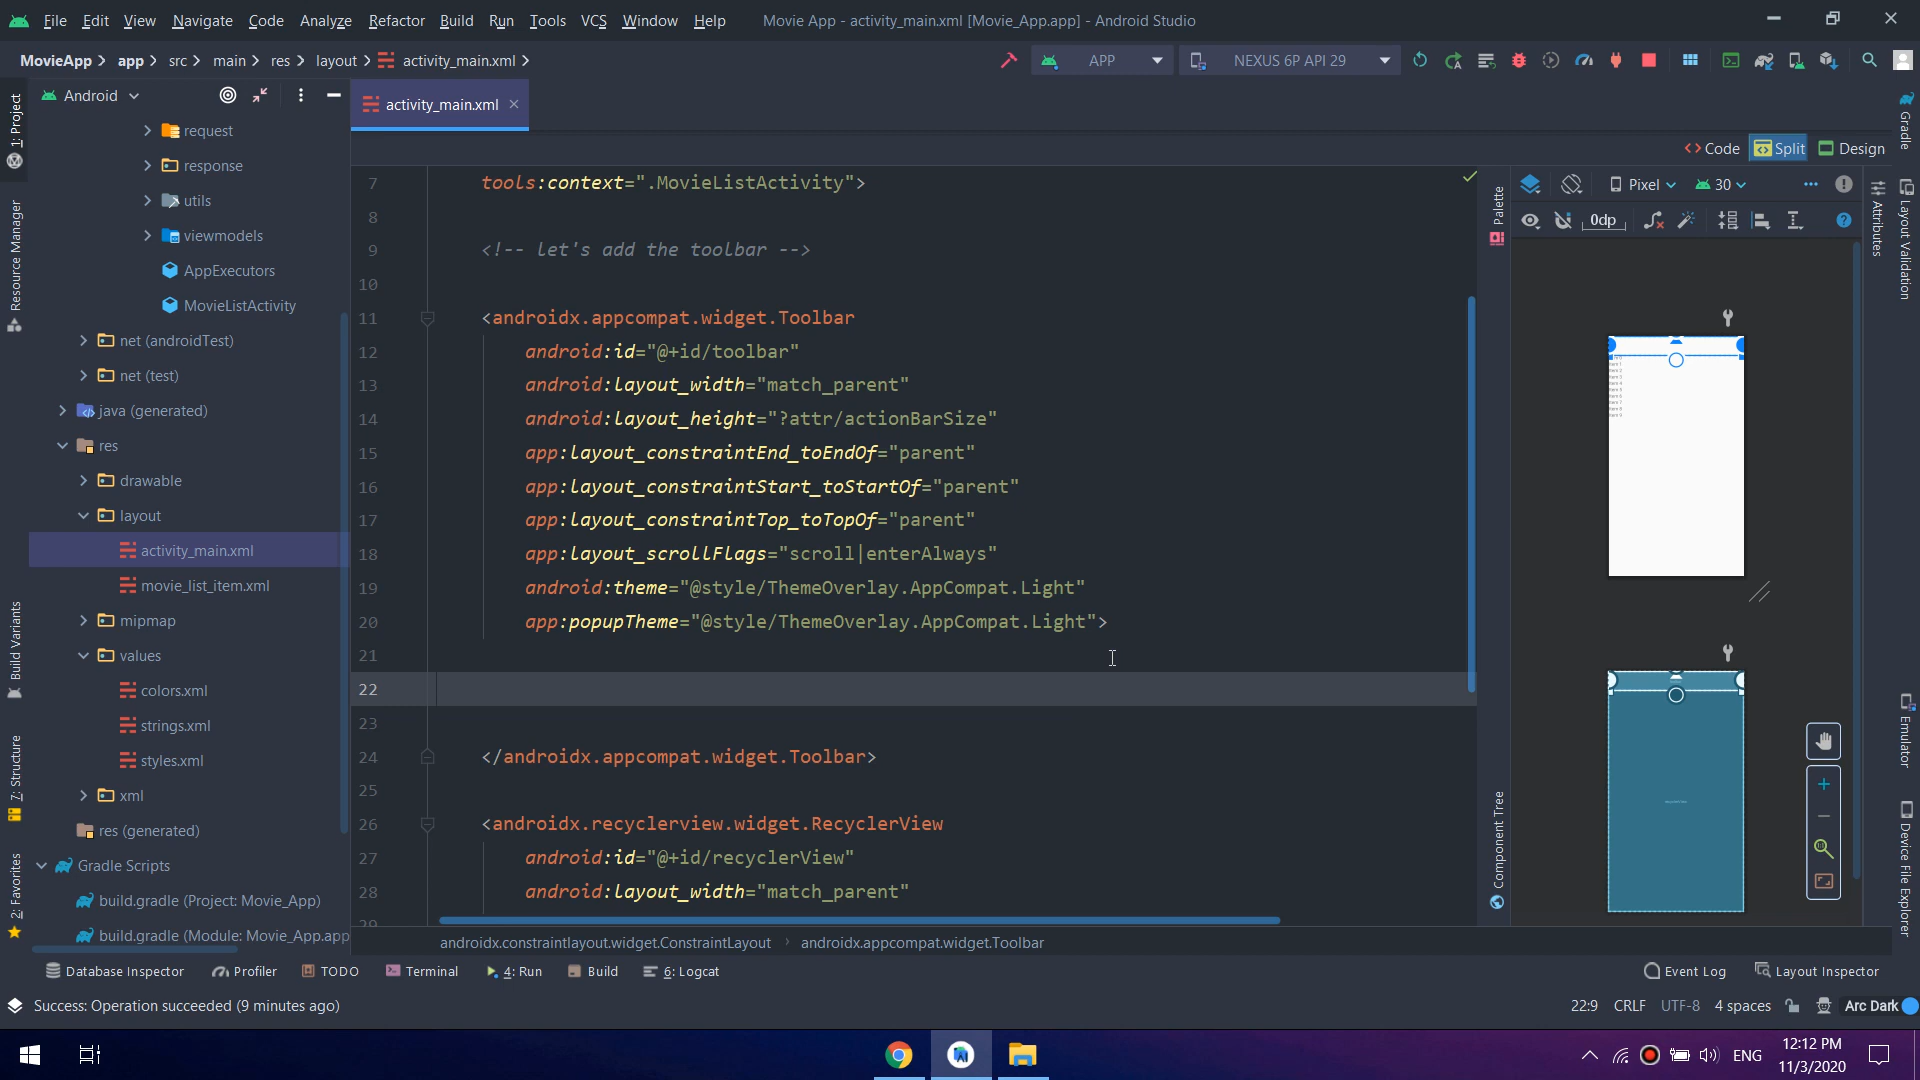 File Edit View Navigate Code Analyze Refactor Build Run Tools VCS Window Help Movie App - activity_main.xml [Movie_App.app] - Android Studio
MovieApp app src main res layout activity_main.xml APP NEXUS 6P API 29
Android
activity_main.xml
Code Split Design
1: Project
Resource Manager
Build Variants
7: Structure
2: Favorites
request
response
utils
viewmodels
AppExecutors
MovieListActivity
net (androidTest)
net (test)
java (generated)
res
drawable
layout
activity_main.xml
movie_list_item.xml
mipmap
values
colors.xml
strings.xml
styles.xml
xml
res (generated)
Gradle Scripts
build.gradle (Project: Movie_App)
build.gradle (Module: Movie_App.app
7 tools:context=".MovieListActivity">
8
9 <!-- let's add the toolbar -->
10
11 <androidx.appcompat.widget.Toolbar
12 android:id="@+id/toolbar"
13 android:layout_width="match_parent"
14 android:layout_height="?attr/actionBarSize"
15 app:layout_constraintEnd_toEndOf="parent"
16 app:layout_constraintStart_toStartOf="parent"
17 app:layout_constraintTop_toTopOf="parent"
18 app:layout_scrollFlags="scroll|enterAlways"
19 android:theme="@style/ThemeOverlay.AppCompat.Light"
20 app:popupTheme="@style/ThemeOverlay.AppCompat.Light">
21
22
23
24 </androidx.appcompat.widget.Toolbar>
25
26 <androidx.recyclerview.widget.RecyclerView
27 android:id="@+id/recyclerView"
28 android:layout_width="match_parent"
29
androidx.constraintlayout.widget.ConstraintLayout androidx.appcompat.widget.Toolbar
Palette
Component Tree
Pixel 30
0dp
Attributes
Gradle
Layout Validation
Emulator
Device File Explorer
Database Inspector Profiler TODO Terminal 4: Run Build 6: Logcat Event Log Layout Inspector
Success: Operation succeeded (9 minutes ago) 22:9 CRLF UTF-8 4 spaces Arc Dark
ENG 12:12 PM
11/3/2020